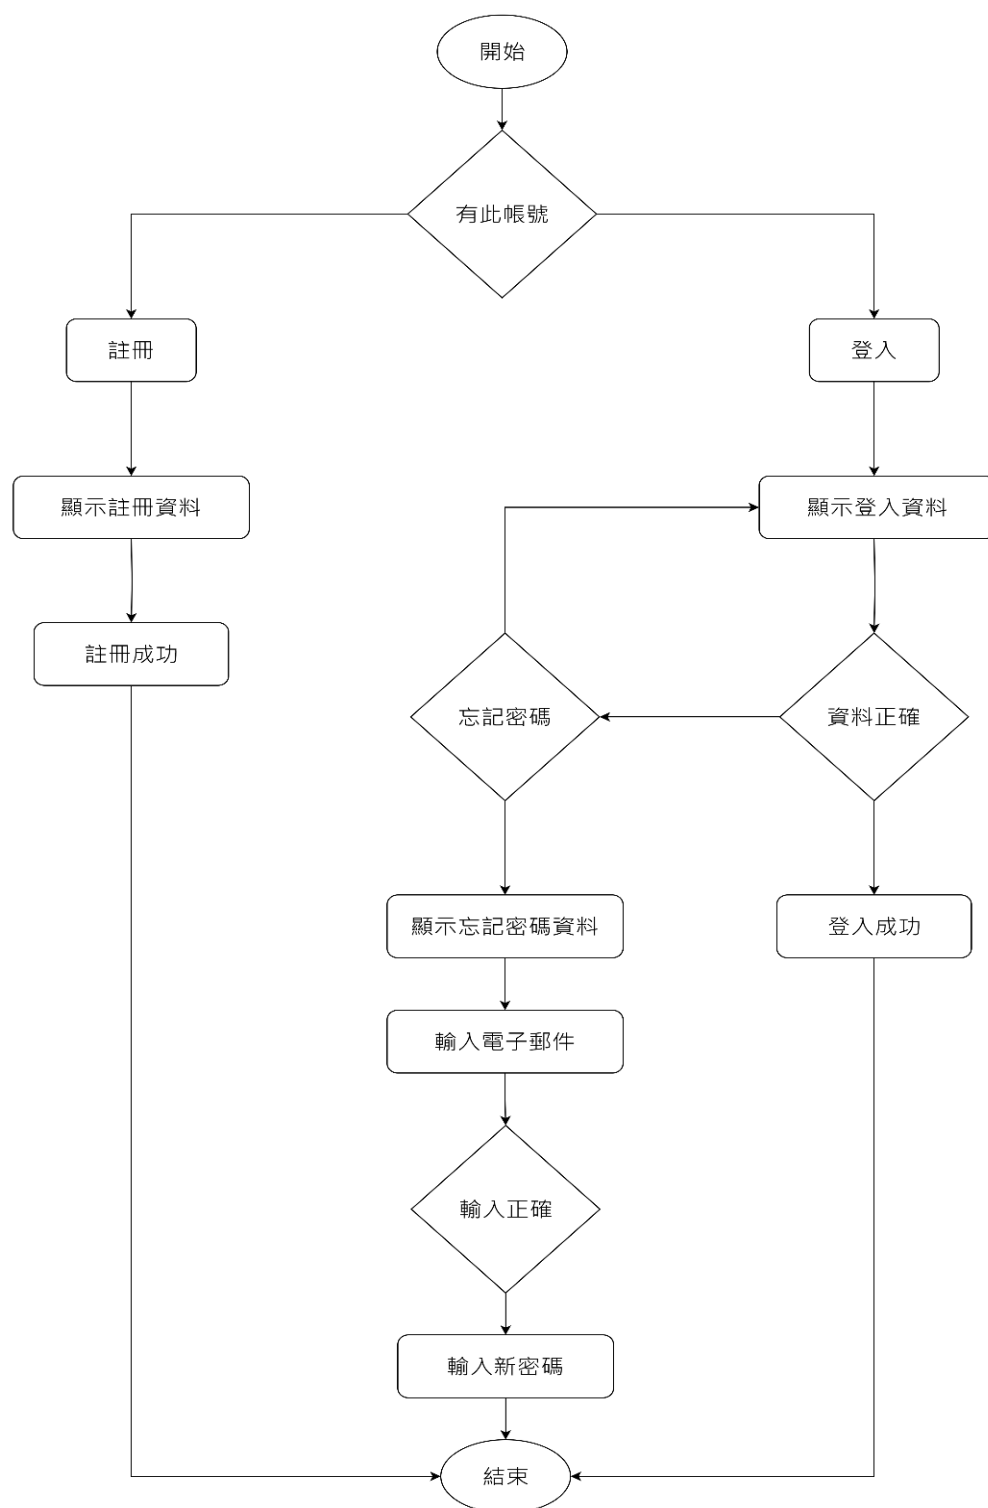 開始
有此帳號
註冊
登入
顯示註冊資料
顯示登入資料
註冊成功
忘記密碼
資料正確
顯示忘記密碼資料
登入成功
輸入電子郵件
輸入正確
輸入新密碼
結束